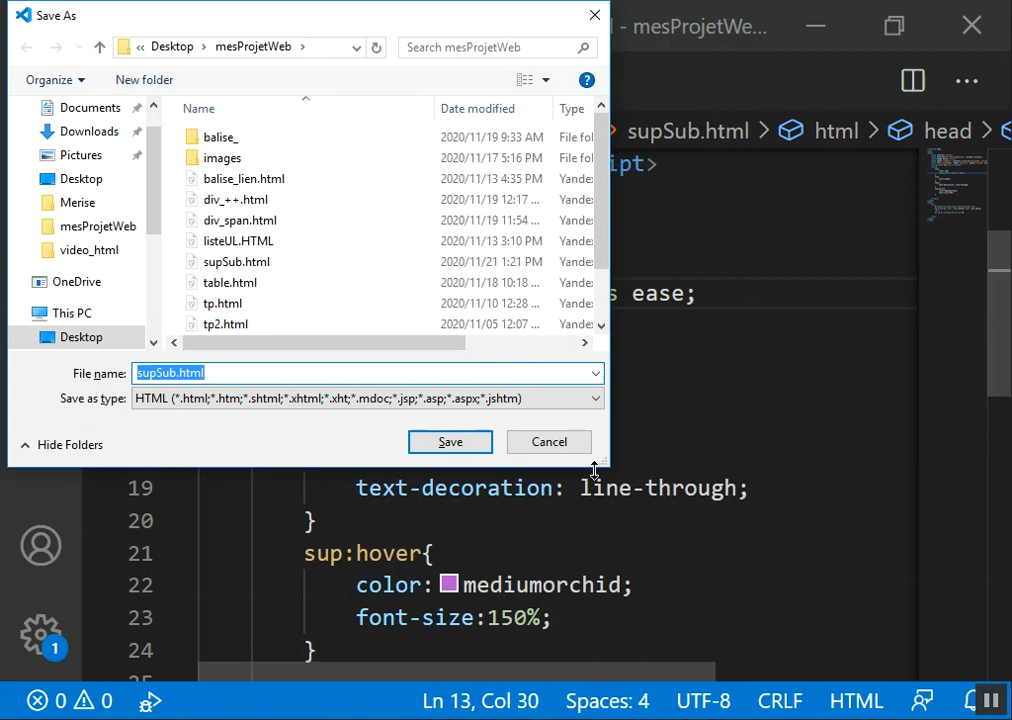 Save As
l - mesProjetWe...
« Desktop > mesProjetWeb >
Search mesProjetWeb
Organize
New folder
?
Name
Date modified
Type
Documents
Downloads
Pictures
Desktop
Merise
mesProjetWeb
video_html
OneDrive
This PC
Desktop
balise_ 2020/11/19 9:33 AM File fol
images 2020/11/17 5:16 PM File fol
balise_lien.html 2020/11/13 4:35 PM Yande
div_++.html 2020/11/19 12:17 ... Yande
div_span.html 2020/11/19 11:54 ... Yande
listeUL.HTML 2020/11/13 3:10 PM Yande
supSub.html 2020/11/21 1:21 PM Yande
table.html 2020/11/18 10:18 ... Yande
tp.html 2020/11/10 12:28 ... Yande
tp2.html 2020/11/05 12:07 ... Yande
File name: supSub.html
Save as type: HTML (*.html;*.htm;*.shtml;*.xhtml;*.xht;*.mdoc;*.jsp;*.asp;*.aspx;*.jshtm)
Hide Folders
Save
Cancel
supSub.html > html > head >
ipt>
s ease;
19 text-decoration: line-through;
20 }
21 sup:hover{
22 color: mediumorchid;
23 font-size:150%;
24 }
1
0 0
Ln 13, Col 30
Spaces: 4
UTF-8
CRLF
HTML